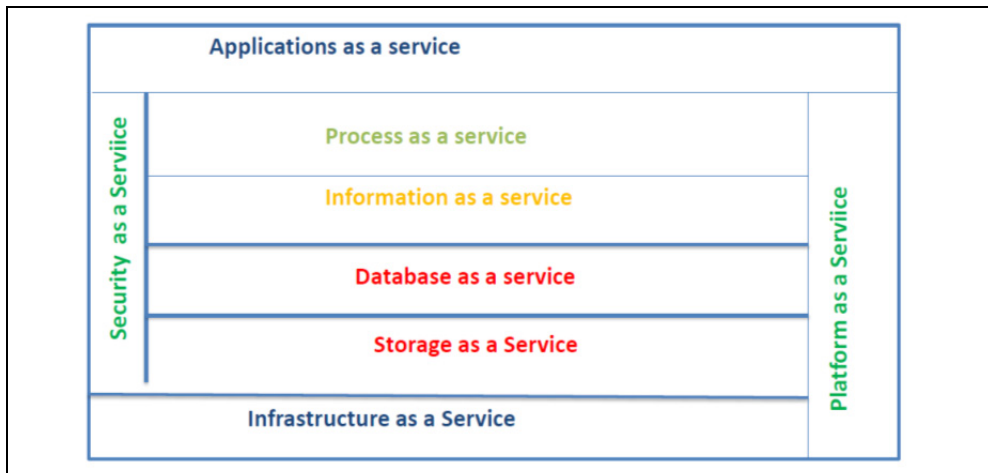 Applications as a service
Security as a Serviice
Process as a service
Information as a service
Database as a service
Storage as a Service
Platform as a Serviice
Infrastructure as a Service